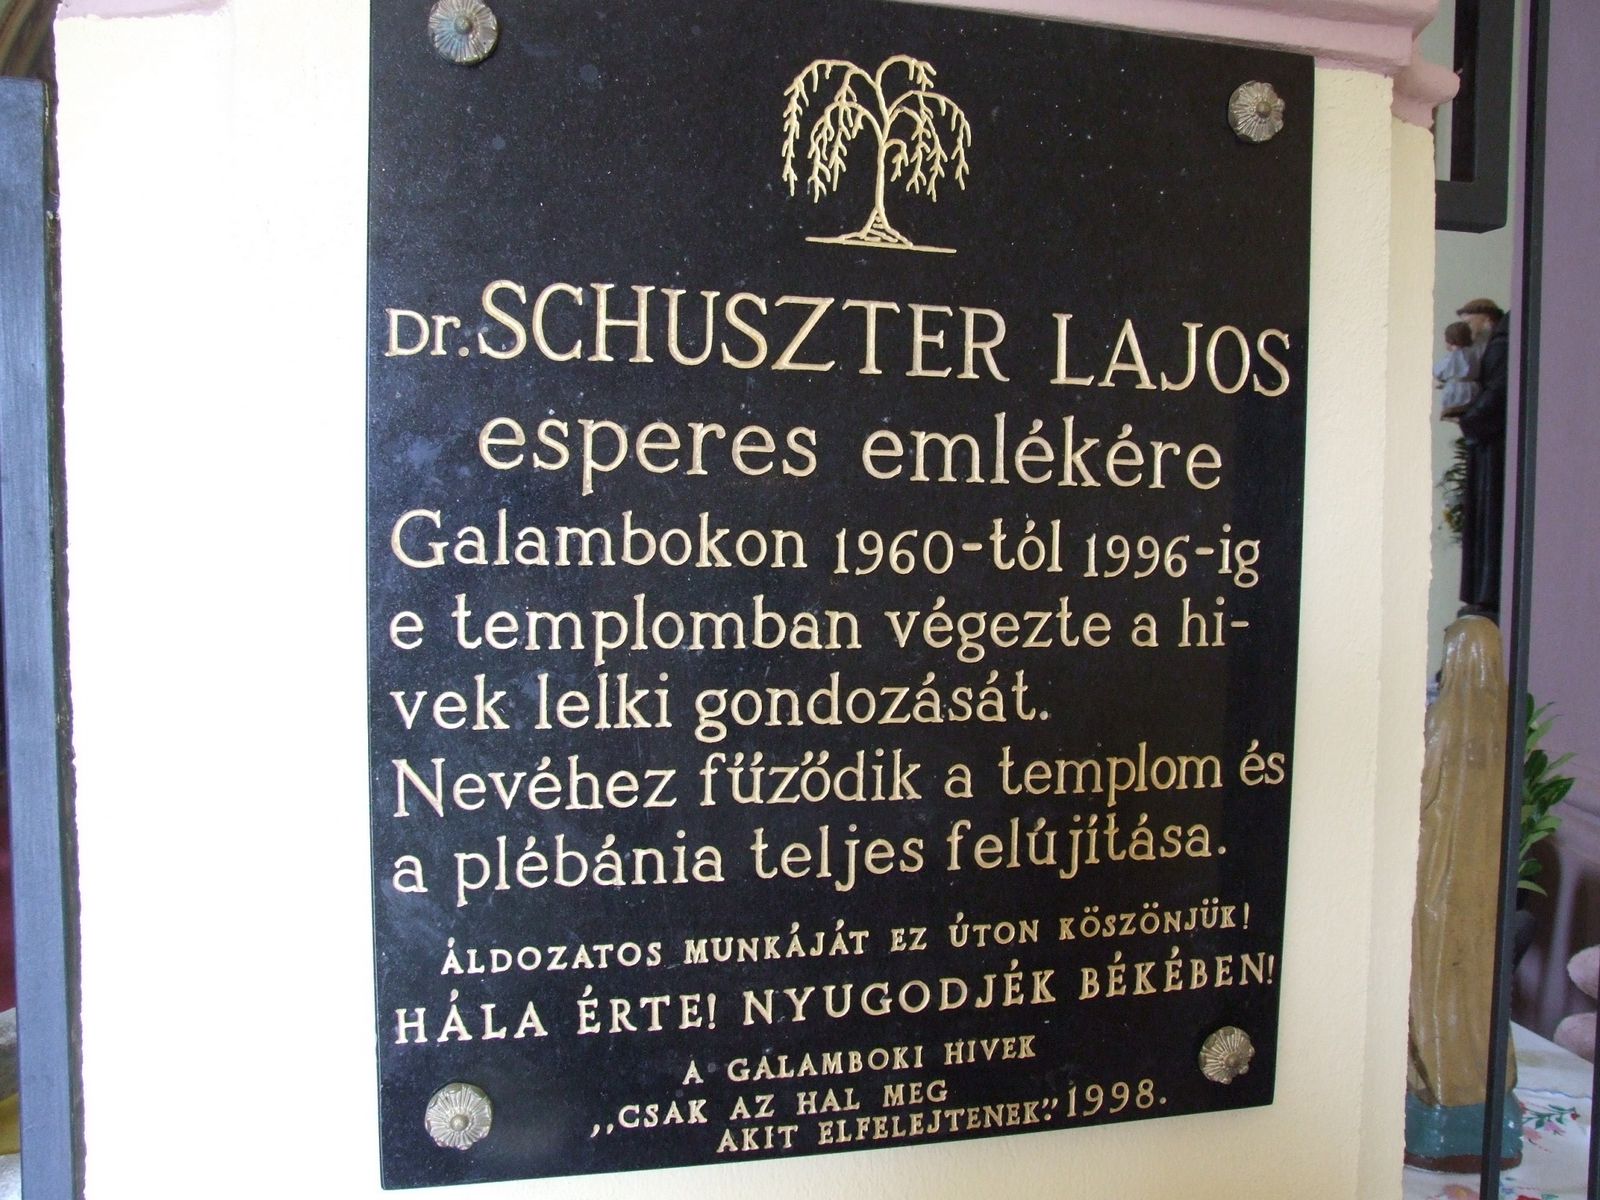 Dr. SCHUSZTER LAJOS
esperes emlékére
Galambokon 1960-tól 1996-ig
e templomban végezte a hi-
vek lelki gondozását.
Nevéhez fűződik a templom és
a plébánia teljes felújítása.
ÁLDOZATOS MUNKÁJÁT EZ ÚTON KÖSZÖNJÜK!
HÁLA ÉRTE! NYUGODJÉK BÉKÉBEN!
A GALAMBOKI HIVEK
,,CSAK AZ HAL MEG
AKIT ELFELEJTENEK." 1998.